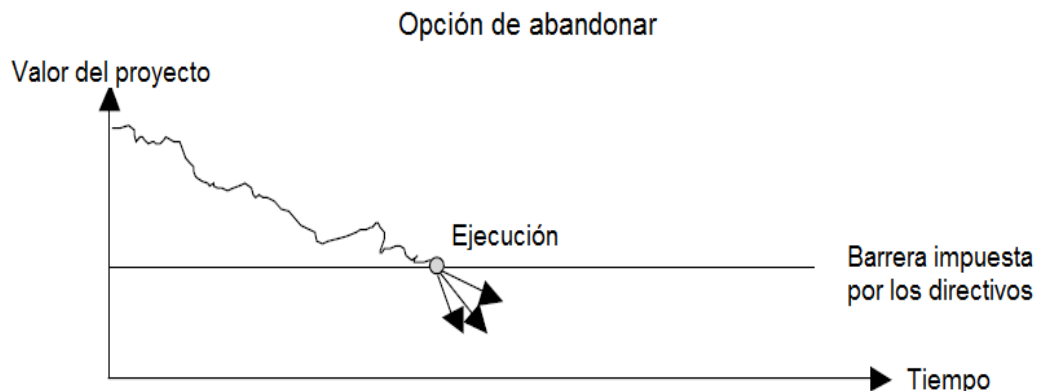 Opción de abandonar
Valor del proyecto
Ejecución
Barrera impuesta
por los directivos
Tiempo